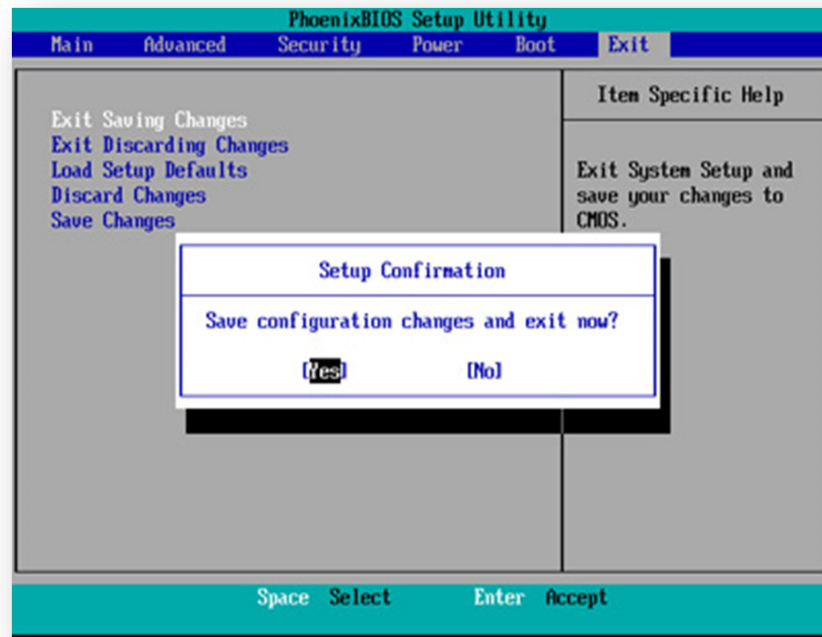 PhoenixBIOS Setup Utility
Main Advanced Security Power Boot Exit
Exit Saving Changes
Exit Discarding Changes
Load Setup Defaults
Discard Changes
Save Changes
Item Specific Help
Exit System Setup and
save your changes to
CMOS.
Setup Confirmation
Save configuration changes and exit now?
[Yes] [No]
Space Select Enter Accept